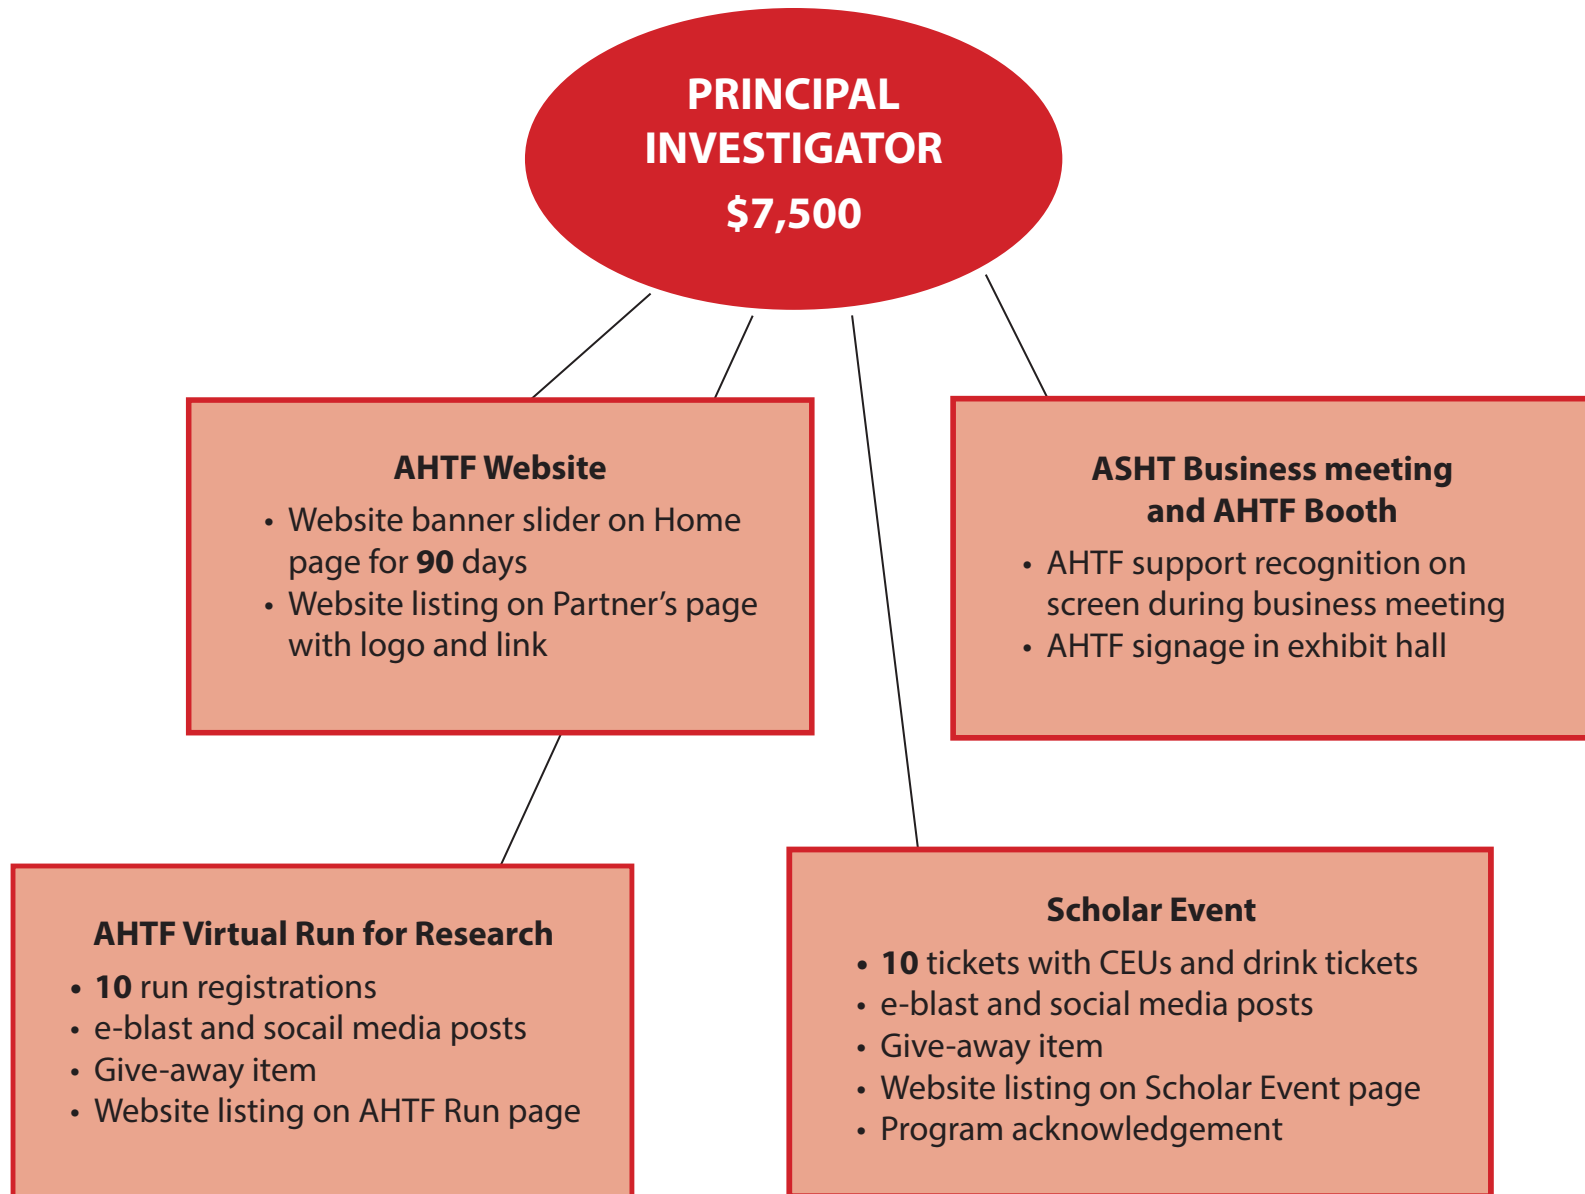 PRINCIPAL
INVESTIGATOR
$7,500
AHTF Website
• Website banner slider on Home
page for 90 days
• Website listing on Partner’s page
with logo and link
ASHT Business meeting
and AHTF Booth
• AHTF support recognition on
screen during business meeting
• AHTF signage in exhibit hall
AHTF Virtual Run for Research
• 10 run registrations
• e-blast and socail media posts
• Give-away item
• Website listing on AHTF Run page
Scholar Event
• 10 tickets with CEUs and drink tickets
• e-blast and social media posts
• Give-away item
• Website listing on Scholar Event page
• Program acknowledgement